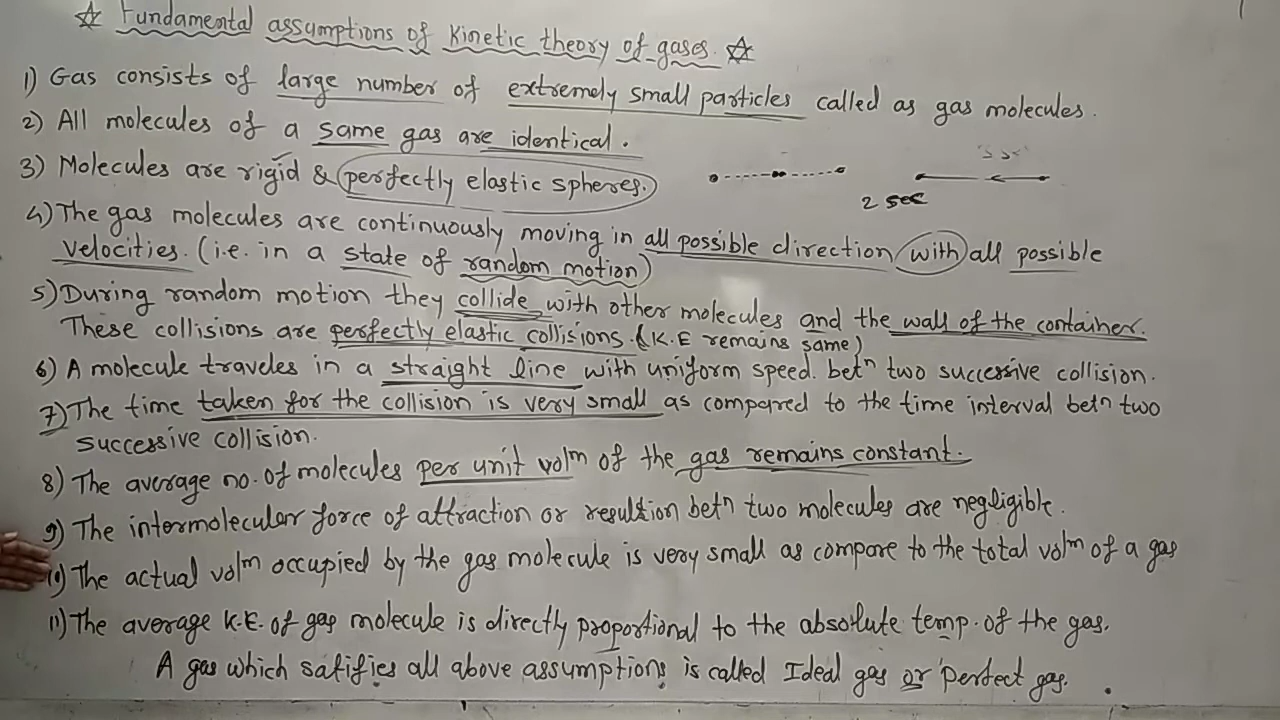 ☆ Fundamental assumptions of Kinetic theory of gases. ☆
1) Gas consists of large number of extremely small particles called as gas molecules.
2) All molecules of a same gas are identical.
3) Molecules are rigid & perfectly elastic spheres.
2 sec
4) The gas molecules are continuously moving in all possible direction with all possible
velocities. (i.e. in a state of random motion)
5) During random motion they collide with other molecules and the wall of the container.
These collisions are perfectly elastic collisions. (K.E remains same)
6) A molecule traveles in a straight line with uniform speed. betn two successive collision.
7) The time taken for the collision is very small as compared to the time interval betn two
successive collision.
8) The average no. of molecules per unit volm of the gas remains constant.
9) The intermolecular force of attraction or resultion betn two molecules are negligible.
10) The actual volm occupied by the gas molecule is very small as compare to the total volm of a gas
11) The average K.E. of gas molecule is directly proportional to the absolute temp. of the gas.
A gas which satifies all above assumptions is called Ideal gas or Perfect gas.